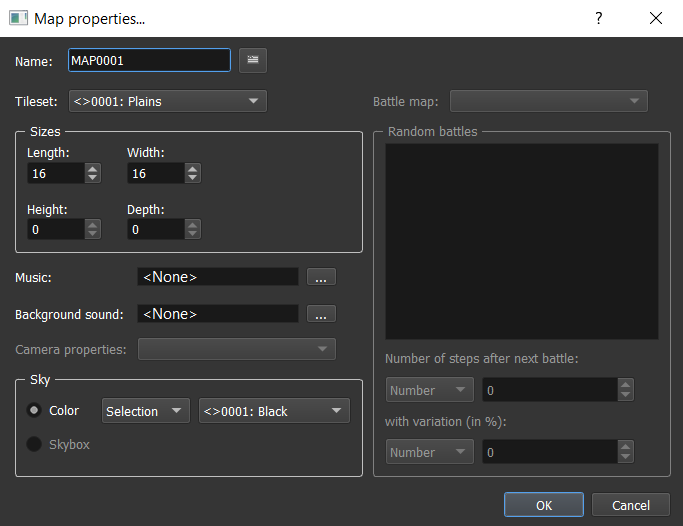 Map properties...
?
Name:
MAP0001
Tileset:
<>0001: Plains
Battle map:
Sizes
Length:
Width:
16
16
Height:
Depth:
0
0
Random battles
Music:
<None>
...
Background sound:
<None>
...
Camera properties:
Number of steps after next battle:
Number
0
with variation (in %):
Number
0
Sky
Color
Selection
<>0001: Black
Skybox
OK
Cancel